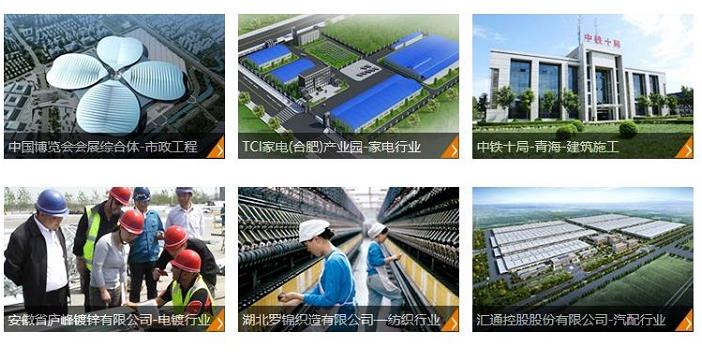 中国博览会会展综合体-市政工程
TCl家电(合肥)产业园-家电行业
中铁十局
中铁十局-青海-建筑施工
安徽省庐峰镀锌有限公司-电镀行业
湖北罗锦织造有限公司—纺织行业
汇通控股股份有限公司-汽配行业